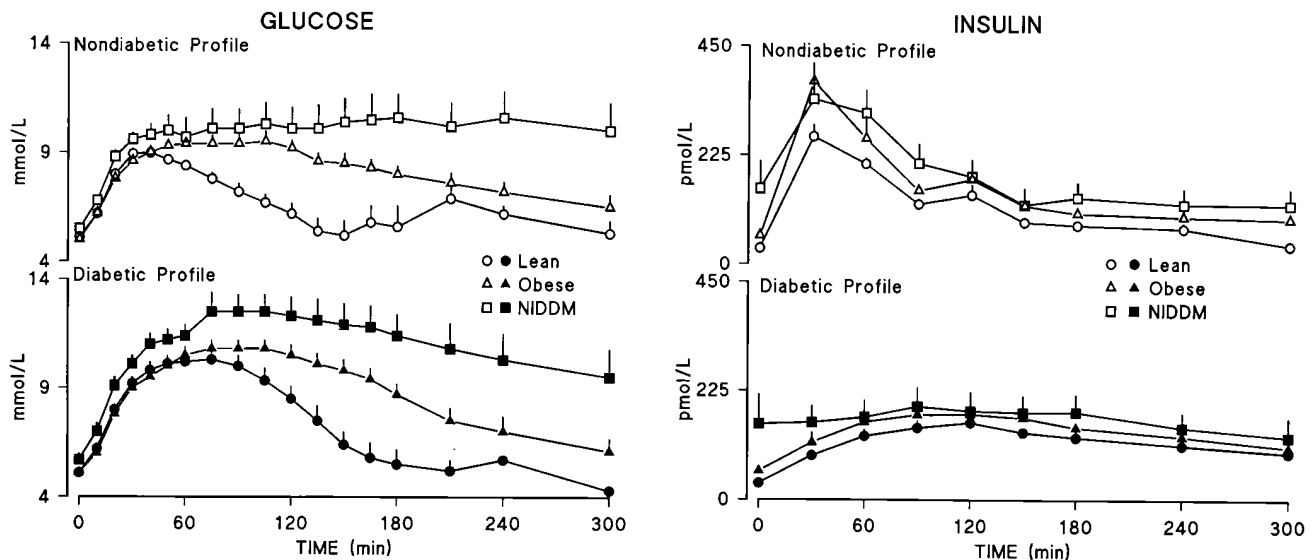 GLUCOSE
14
Nondiabetic Profile
9
mmol/L
4
14
Diabetic Profile
○ ● Lean
△ ▲ Obese
□ ■ NIDDM
9
mmol/L
4
0 60 120 180 240 300
TIME (min)
INSULIN
450
Nondiabetic Profile
225
pmol/L
0
450
Diabetic Profile
○ ● Lean
△ ▲ Obese
□ ■ NIDDM
225
pmol/L
0
0 60 120 180 240 300
TIME (min)